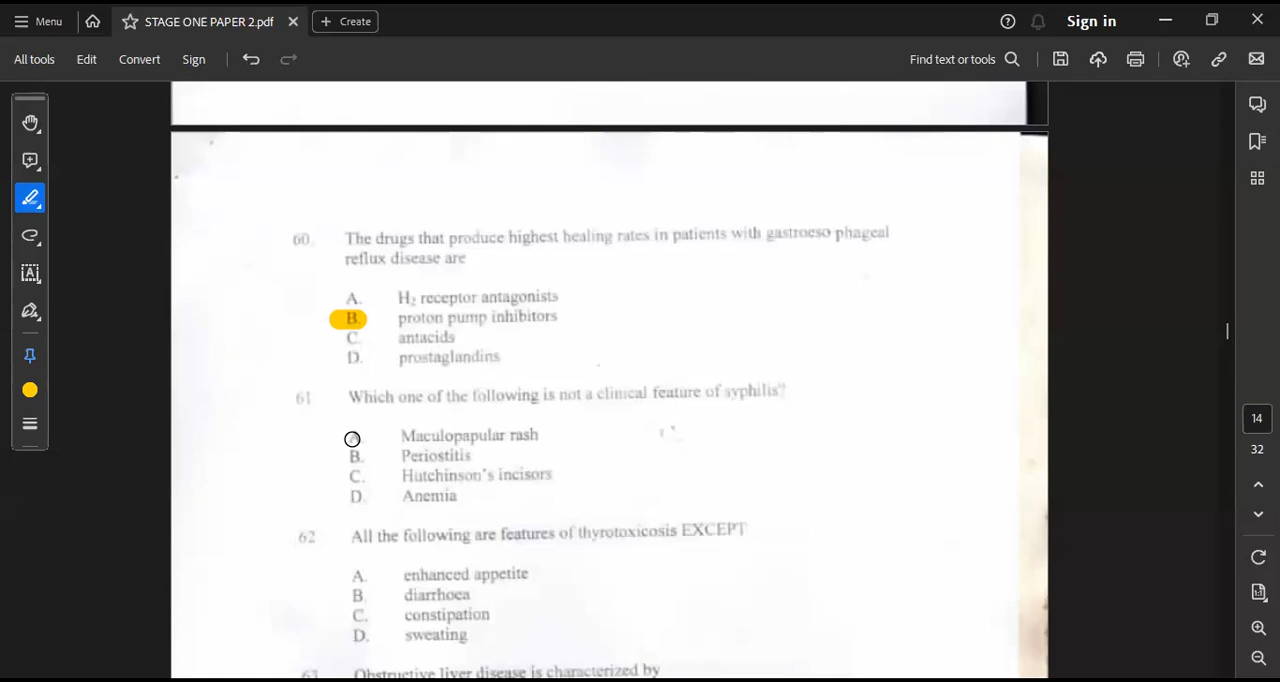 Menu
STAGE ONE PAPER 2.pdf
Create
Sign in
All tools
Edit
Convert
Sign
Find text or tools
60. The drugs that produce highest healing rates in patients with gastroeso phageal
reflux disease are
A. H₂ receptor antagonists
B. proton pump inhibitors
C. antacids
D. prostaglandins
61 Which one of the following is not a clinical feature of syphilis?
A. Maculopapular rash
B. Periostitis
C. Hutchinson's incisors
D. Anemia
62 All the following are features of thyrotoxicosis EXCEPT
A. enhanced appetite
B. diarrhoea
C. constipation
D. sweating
63 Obstructive liver disease is characterized by
14
32